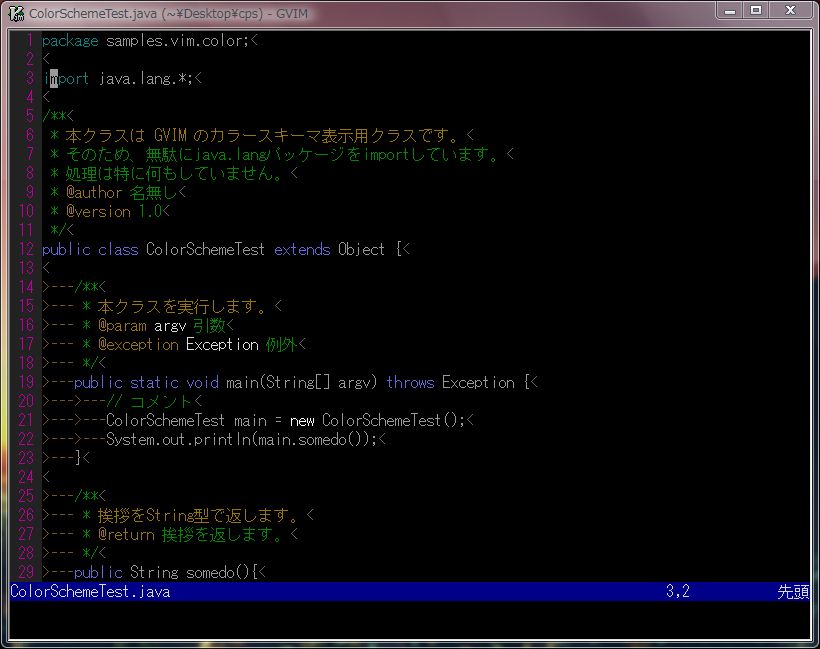 ColorSchemeTest.java (~¥Desktop¥cps) - GVIM
1 package samples.vim.color;<
2 <
3 import java.lang.*;<
4 <
5 /**<
6  * 本クラスは GVIM のカラースキーマ表示用クラスです。<
7  * そのため、無駄にjava.langパッケージをimportしています。<
8  * 処理は特に何もしていません。<
9  * @author 名無し<
10  * @version 1.0<
11  */<
12 public class ColorSchemeTest extends Object {<
13 <
14 >---/**<
15 >--- * 本クラスを実行します。<
16 >--- * @param argv 引数<
17 >--- * @exception Exception 例外<
18 >--- */<
19 >---public static void main(String[] argv) throws Exception {<
20 >--->---// コメント<
21 >--->---ColorSchemeTest main = new ColorSchemeTest();<
22 >--->---System.out.println(main.somedo());<
23 >---}<
24 <
25 >---/**<
26 >--- * 挨拶をString型で返します。<
27 >--- * @return 挨拶を返します。<
28 >--- */<
29 >---public String somedo(){<
ColorSchemeTest.java 3,2 先頭